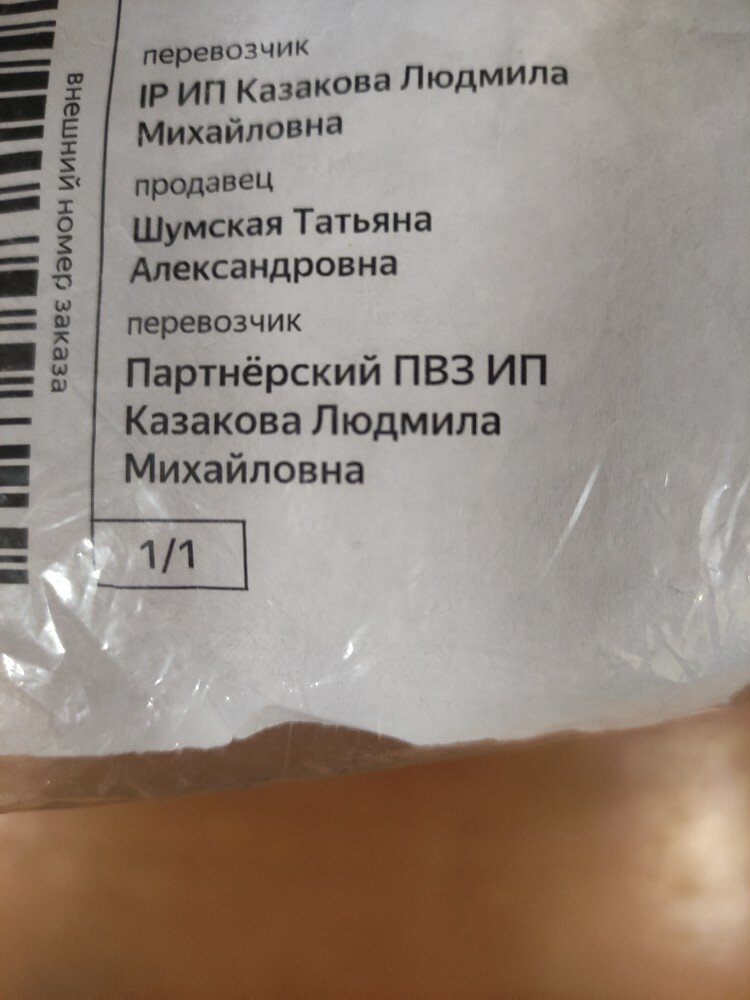 внешний номер заказа
перевозчик
IP ИП Казакова Людмила
Михайловна
продавец
Шумская Татьяна
Александровна
перевозчик
Партнёрский ПВЗ ИП
Казакова Людмила
Михайловна
1/1